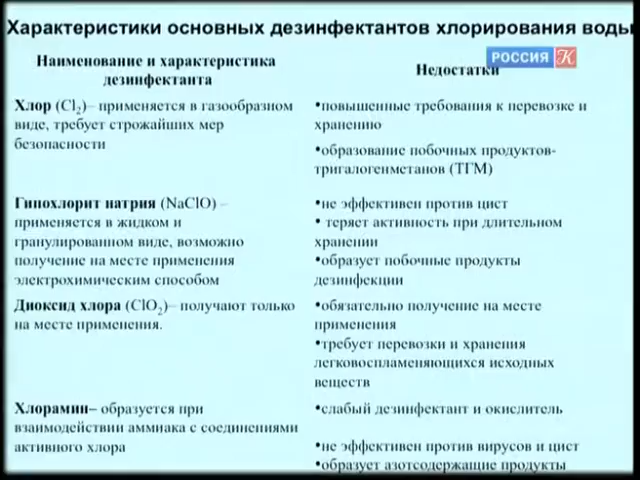 Характеристики основных дезинфектантов хлорирования воды
РОССИЯ К
Наименование и характеристика
дезинфектанта
Недостатки
Хлор (Cl2)– применяется в газообразном
виде, требует строжайших мер
безопасности
•повышенные требования к перевозке и
хранению
•образование побочных продуктов-
тригалогенметанов (ТГМ)
Гипохлорит натрия (NaClO) –
применяется в жидком и
гранулированном виде, возможно
получение на месте применения
электрохимическим способом
•не эффективен против цист
• теряет активность при длительном
хранении
•образует побочные продукты
дезинфекции
Диоксид хлора (ClO2)– получают только
на месте применения.
•обязательно получение на месте
применения
•требует перевозки и хранения
легковоспламеняющихся исходных
веществ
Хлорамин– образуется при
взаимодействии аммиака с соединениями
активного хлора
•слабый дезинфектант и окислитель
•не эффективен против вирусов и цист
•образует азотсодержащие продукты